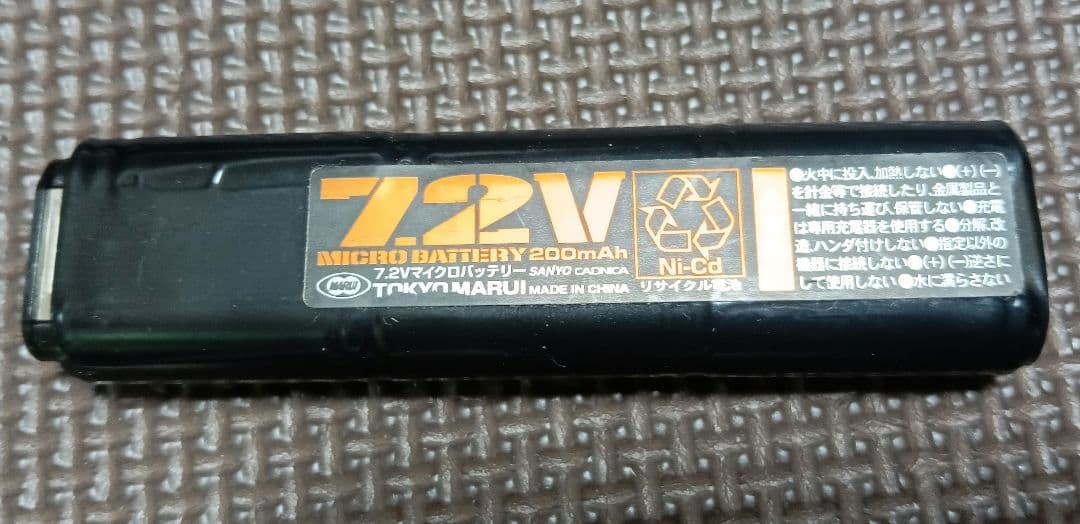 7.2V
MICRO BATTERY 200mAh
7.2Vマイクロバッテリー SANYO CADNICA
MARUI TOKYO MARUI MADE IN CHINA
Ni-Cd
リサイクル電池
●火中に投入、加熱しない●(+)(-)
を針金等で接続したり、金属製品と
一緒に持ち運び、保管しない●充電
は専用充電器を使用する●分解、改
造、ハンダ付けしない●指定以外の
機器に接続しない●(+)(-)逆さに
して使用しない●水に濡らさない